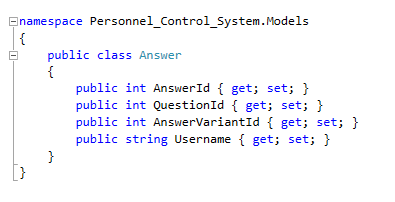 namespace Personnel_Control_System.Models
{
public class Answer
{
public int AnswerId { get; set; }
public int QuestionId { get; set; }
public int AnswerVariantId { get; set; }
public string Username { get; set; }
}
}